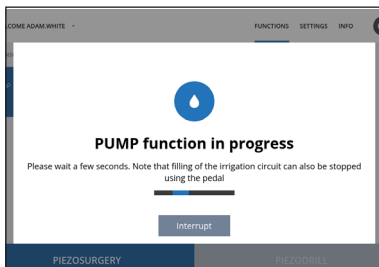 LCOME ADAM.WHITE
FUNCTIONS SETTINGS INFO
PUMP function in progress
Please wait a few seconds. Note that filling of the irrigation circuit can also be stopped
using the pedal
Interrupt
PIEZOSURGERY PIEZODRILL